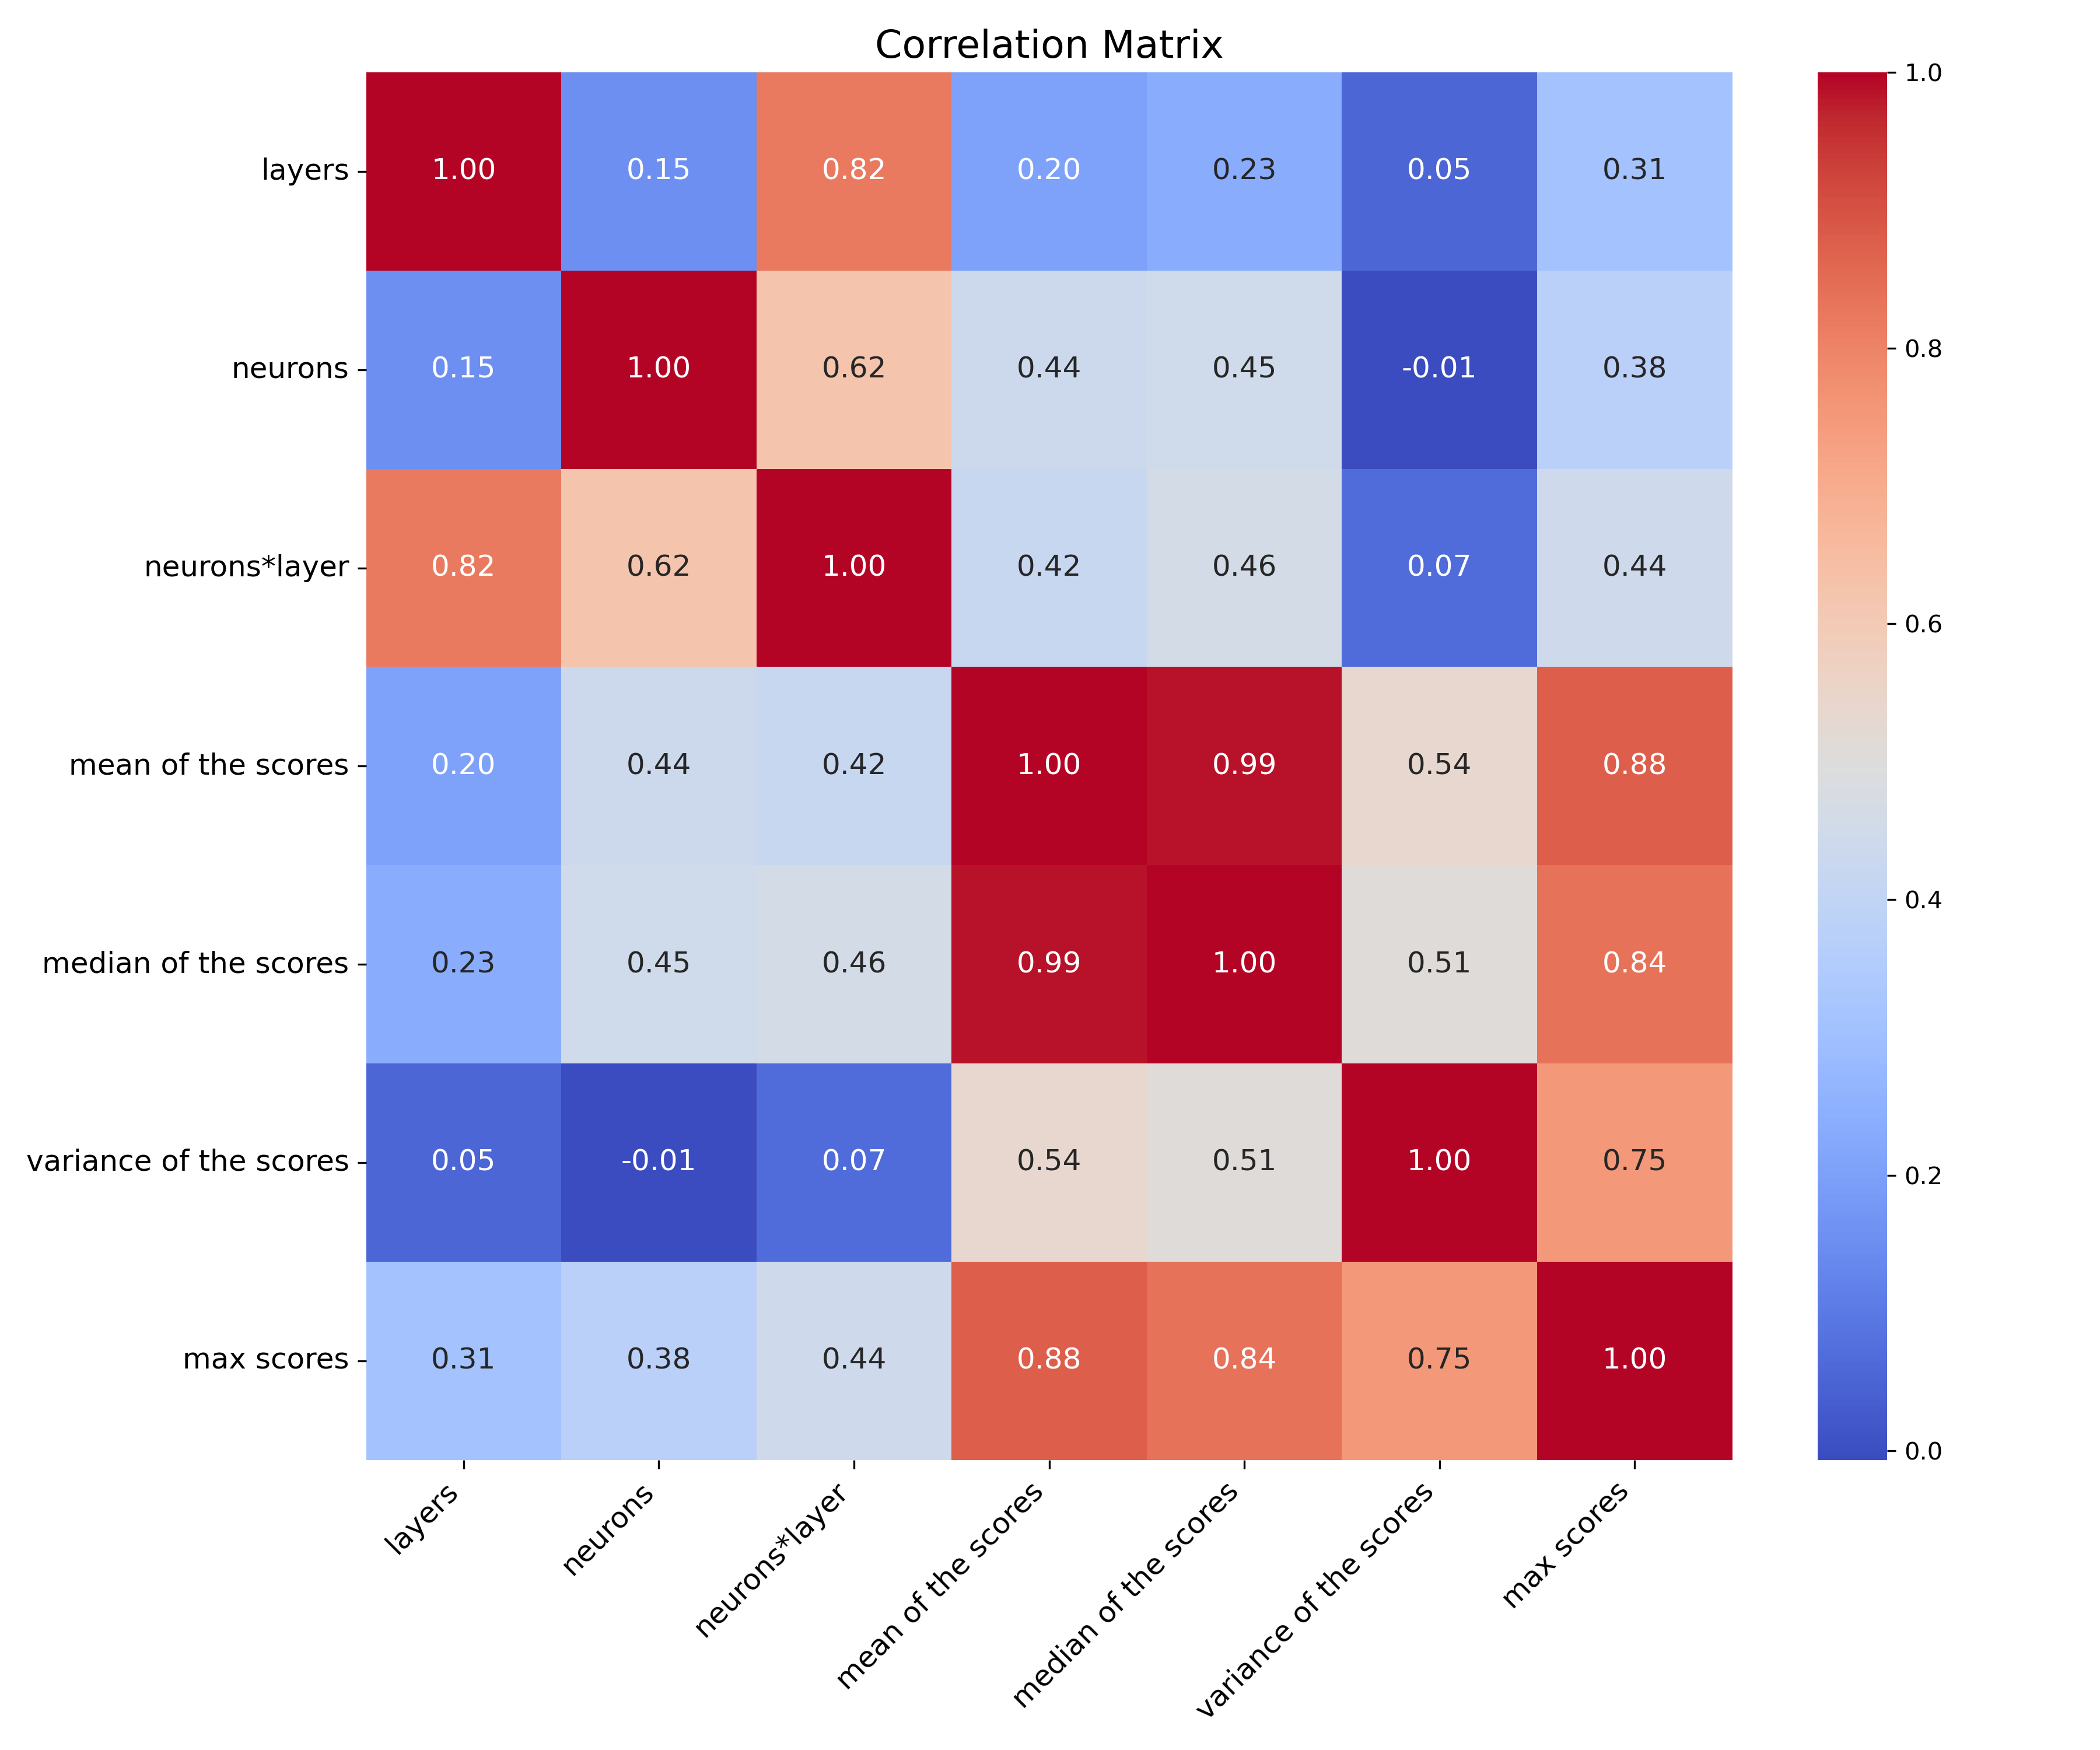 Correlation Matrix
layers 1.00 0.15 0.82 0.20 0.23 0.05 0.31
neurons 0.15 1.00 0.62 0.44 0.45 -0.01 0.38
neurons*layer 0.82 0.62 1.00 0.42 0.46 0.07 0.44
mean of the scores 0.20 0.44 0.42 1.00 0.99 0.54 0.88
median of the scores 0.23 0.45 0.46 0.99 1.00 0.51 0.84
variance of the scores 0.05 -0.01 0.07 0.54 0.51 1.00 0.75
max scores 0.31 0.38 0.44 0.88 0.84 0.75 1.00
layers
neurons
neurons*layer
mean of the scores
median of the scores
variance of the scores
max scores
1.0
0.8
0.6
0.4
0.2
0.0